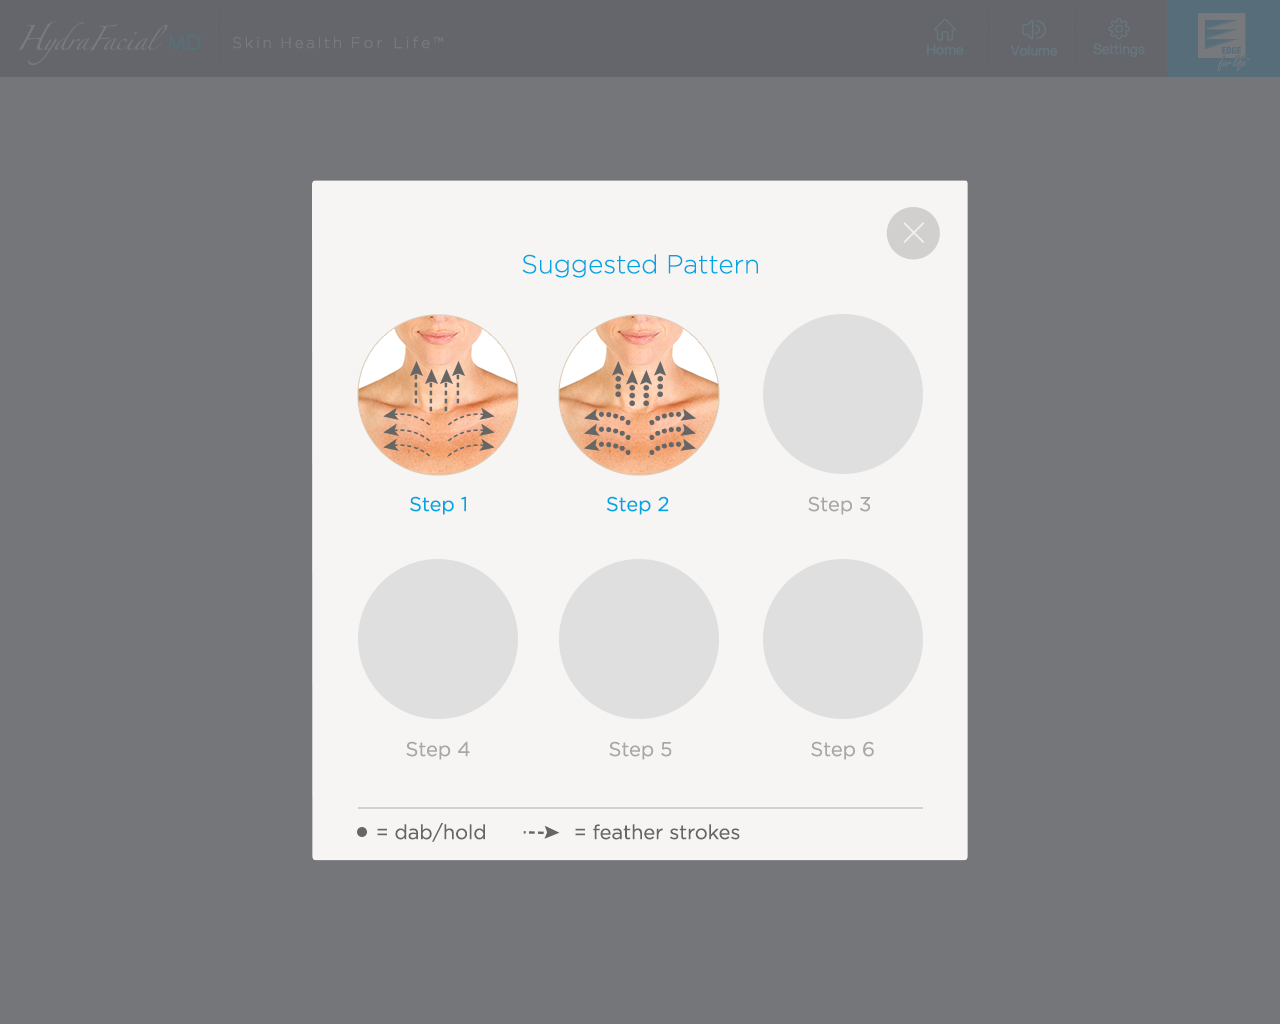 HydraFacial MD
Skin Health For Life™
Home
Volume
Settings
EDGE
for life
Suggested Pattern
Step 1
Step 2
Step 3
Step 4
Step 5
Step 6
= dab/hold
= feather strokes